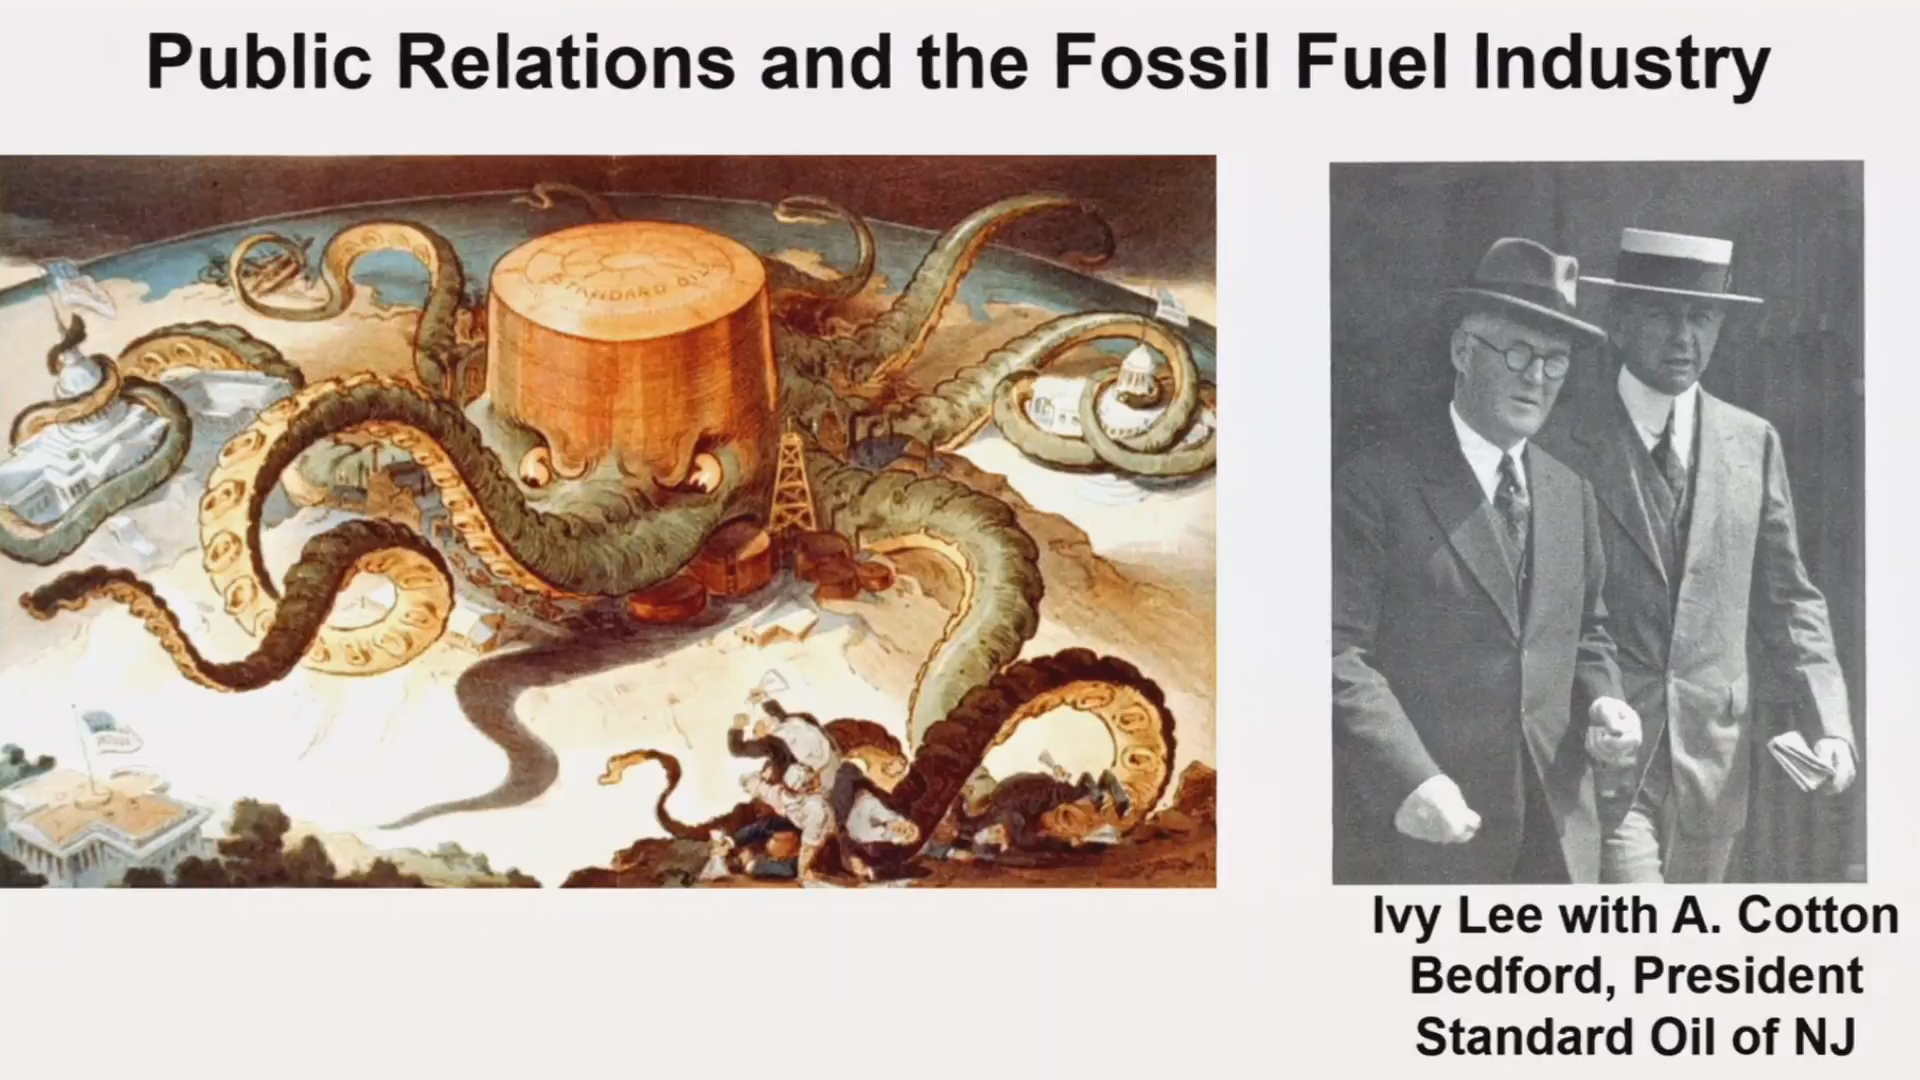 Public Relations and the Fossil Fuel Industry
STANDARD OIL
Ivy Lee with A. Cotton
Bedford, President
Standard Oil of NJ